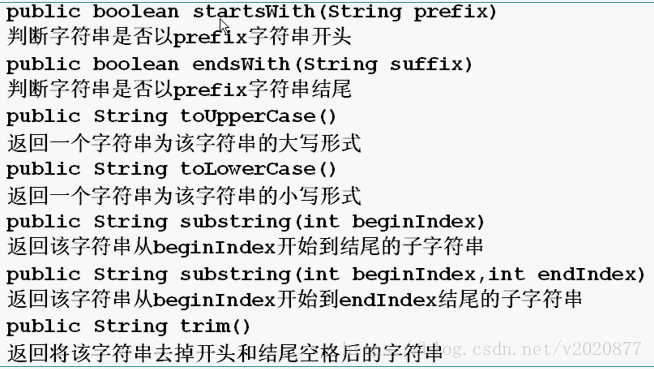 public boolean startsWith(String prefix)
判断字符串是否以prefix字符串开头
public boolean endsWith(String suffix)
判断字符串是否以prefix字符串结尾
public String toUpperCase()
返回一个字符串为该字符串的大写形式
public String toLowerCase()
返回一个字符串为该字符串的小写形式
public String substring(int beginIndex)
返回该字符串从beginIndex开始到结尾的子字符串
public String substring(int beginIndex,int endIndex)
返回该字符串从beginIndex开始到endIndex结尾的子字符串
public String trim()
返回将该字符串去掉开头和结尾空格后的字符串
blog.csdn.net/v2020877